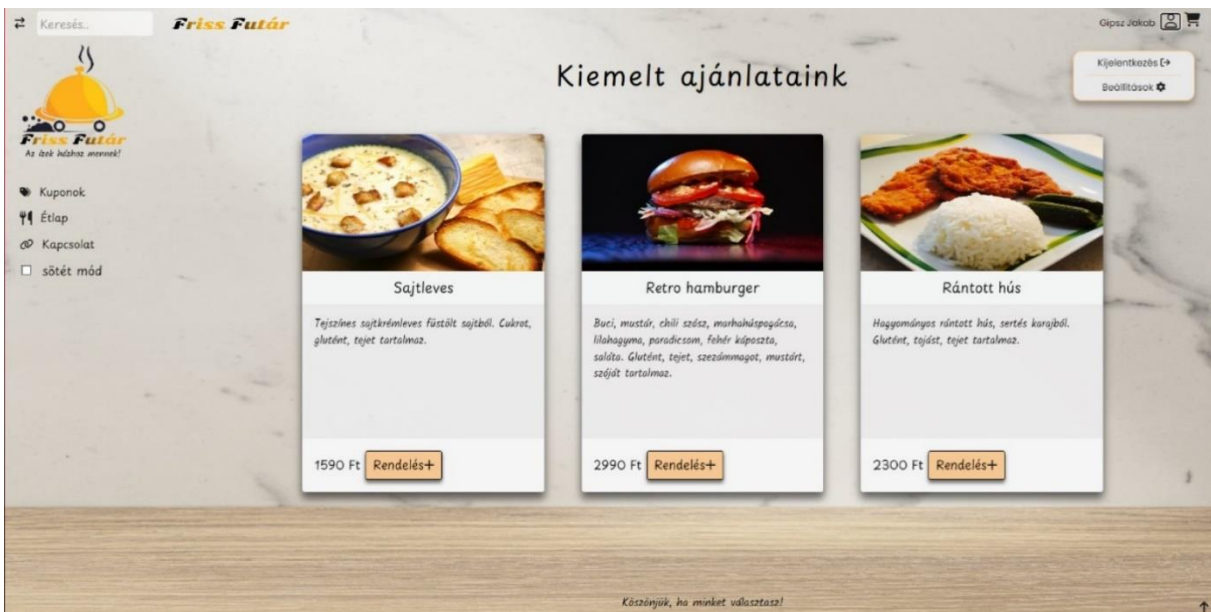 Keresés..
Friss Futár
Gipsz Jakab
Kijelentkezés
Beállítások
Friss Futár
Az ízek házhoz mennek!
Kiemelt ajánlataink
Kuponok
Étlap
Kapcsolat
sötét mód
Sajtleves
Tejszínes sajtkrémleves füstölt sajtból. Cukrot,
glutént, tejet tartalmaz.
1590 Ft Rendelés+
Retro hamburger
Buci, mustár, chili szósz, marhahúspogácsa,
lilahagyma, paradicsom, fehér káposzta,
saláta. Glutént, tejet, szezámmagot, mustárt,
szóját tartalmaz.
2990 Ft Rendelés+
Rántott hús
Hagyományos rántott hús, sertés karajból.
Glutént, tojást, tejet tartalmaz.
2300 Ft Rendelés+
Köszönjük, ha minket választasz!